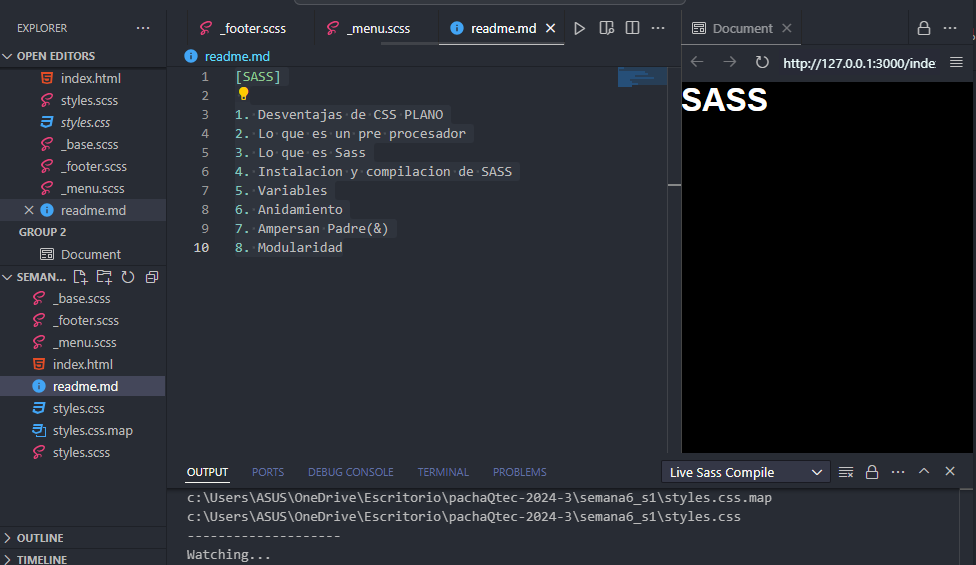 EXPLORER
_footer.scss
_menu.scss
readme.md
Document
OPEN EDITORS
index.html
styles.scss
styles.css
_base.scss
_footer.scss
_menu.scss
readme.md
GROUP 2
Document
SEMAN...
_base.scss
_footer.scss
_menu.scss
index.html
readme.md
styles.css
styles.css.map
styles.scss
OUTLINE
TIMELINE
readme.md
1 [SASS]
2
3 1. Desventajas de CSS PLANO
4 2. Lo que es un pre procesador
5 3. Lo que es Sass
6 4. Instalacion y compilacion de SASS
7 5. Variables
8 6. Anidamiento
9 7. Ampersan Padre(&)
10 8. Modularidad
http://127.0.0.1:3000/inde
SASS
OUTPUT PORTS DEBUG CONSOLE TERMINAL PROBLEMS
Live Sass Compile
c:\Users\ASUS\OneDrive\Escritorio\pachaQtec-2024-3\semana6_s1\styles.css.map
c:\Users\ASUS\OneDrive\Escritorio\pachaQtec-2024-3\semana6_s1\styles.css
--------------------
Watching...